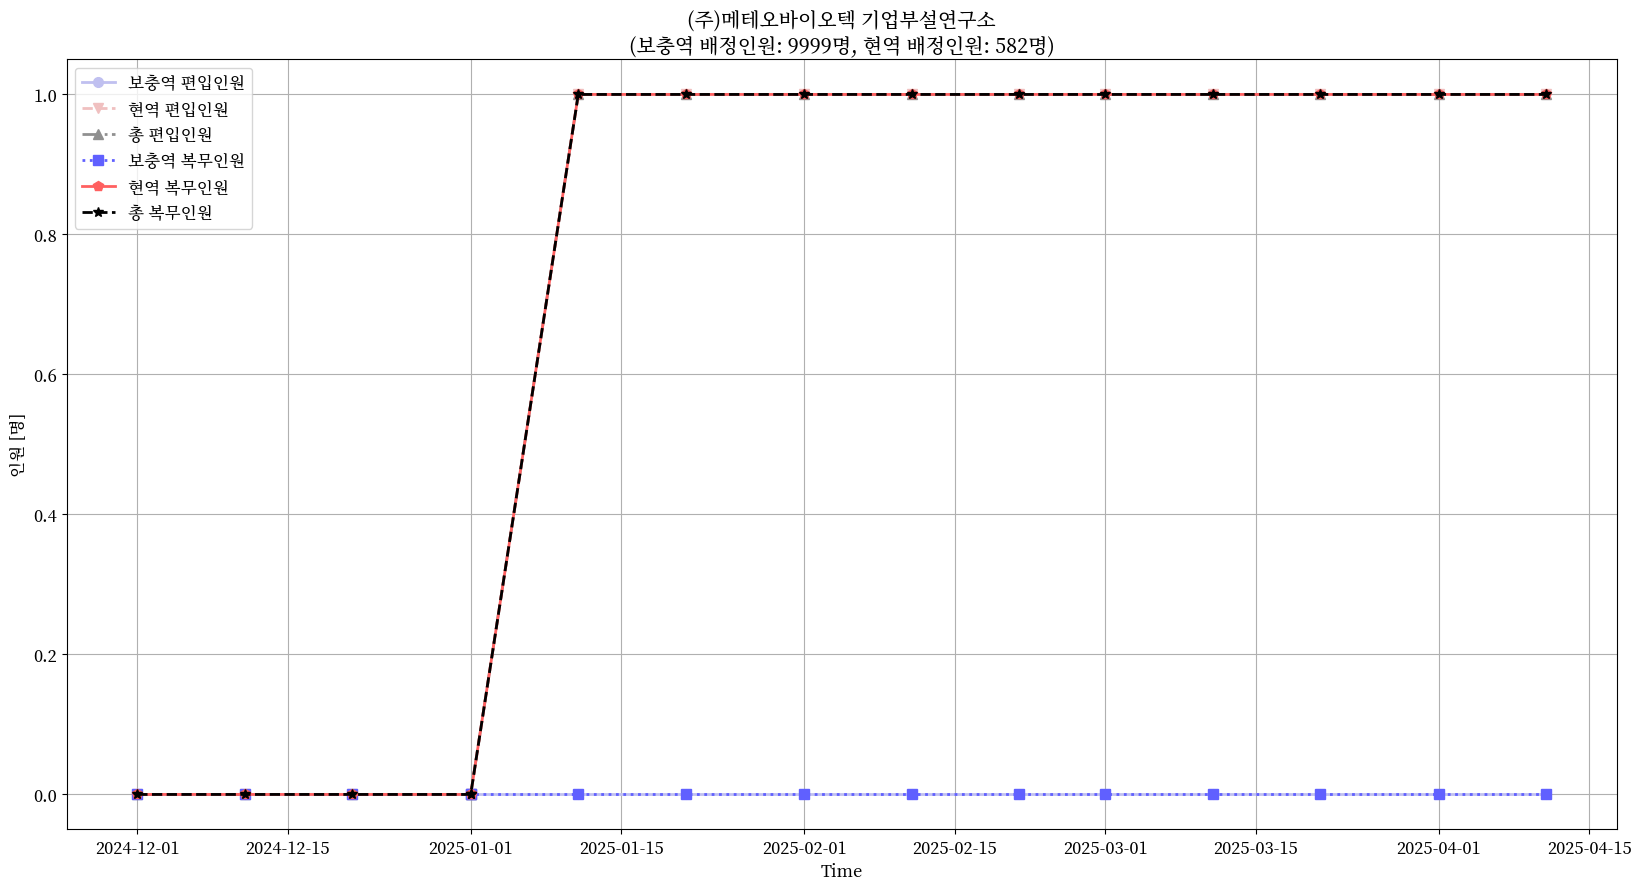 (주)메테오바이오텍 기업부설연구소
(보충역 배정인원: 9999명, 현역 배정인원: 582명)
보충역 편입인원
현역 편입인원
총 편입인원
보충역 복무인원
현역 복무인원
총 복무인원
인원 [명]
1.0
0.8
0.6
0.4
0.2
0.0
2024-12-01
2024-12-15
2025-01-01
2025-01-15
2025-02-01
2025-02-15
2025-03-01
2025-03-15
2025-04-01
2025-04-15
Time